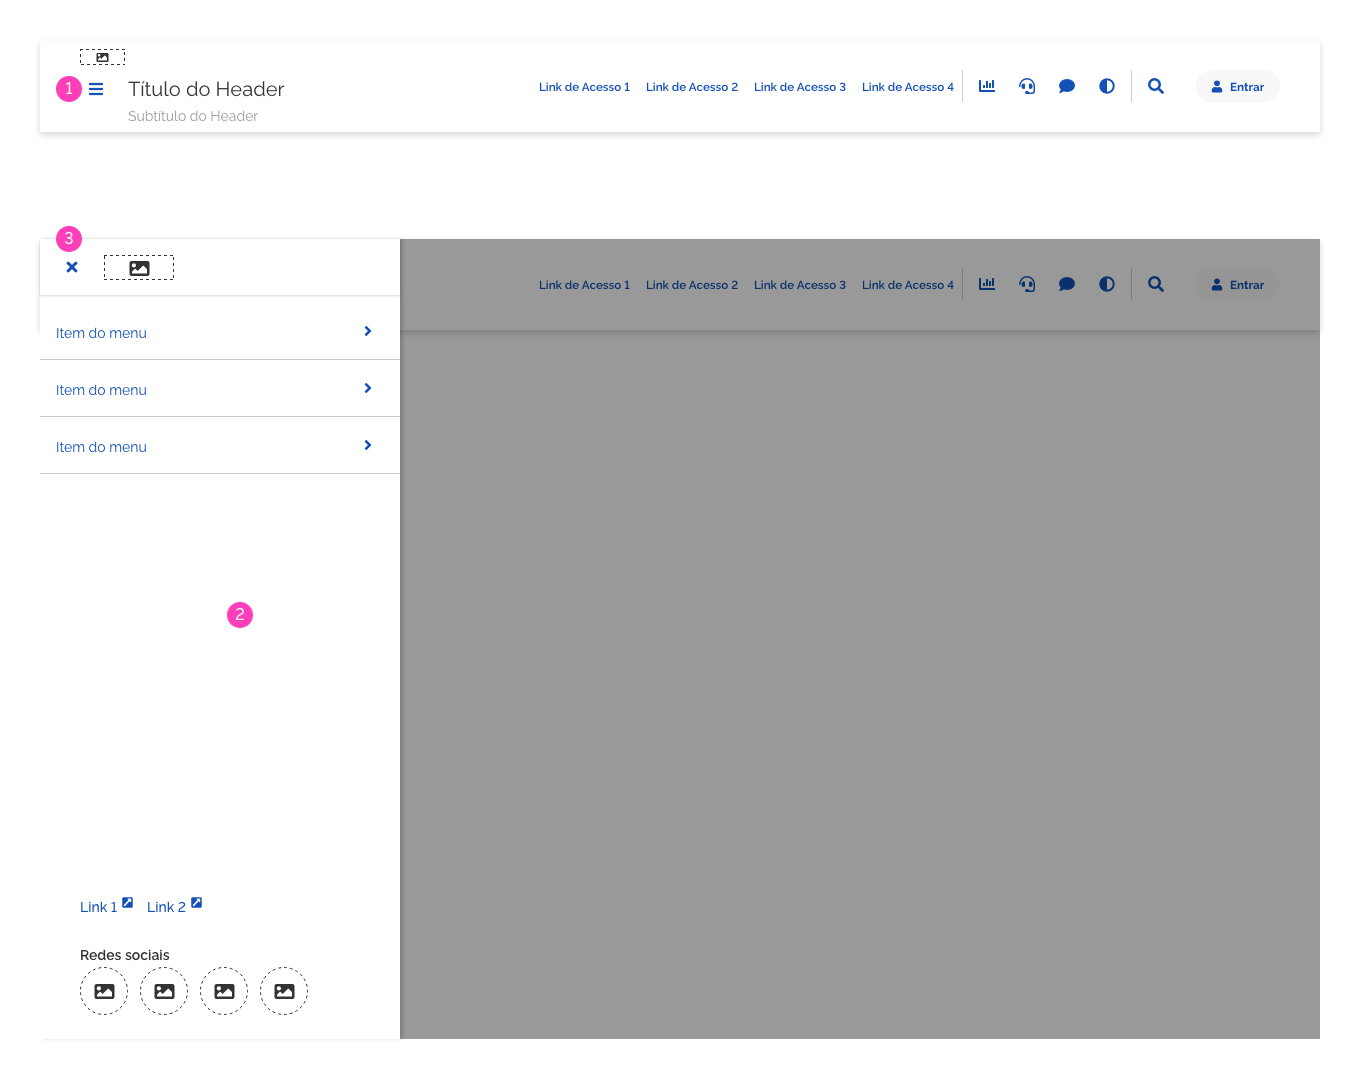 1
Título do Header
Subtítulo do Header
Link de Acesso 1 Link de Acesso 2 Link de Acesso 3 Link de Acesso 4
Entrar
3
Link de Acesso 1 Link de Acesso 2 Link de Acesso 3 Link de Acesso 4
Entrar
Item do menu
Item do menu
Item do menu
2
Link 1 Link 2
Redes sociais